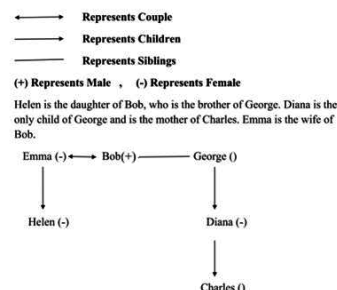 Represents Couple
Represents Children
Represents Siblings
(+) Represents Male , (-) Represents Female
Helen is the daughter of Bob, who is the brother of George. Diana is the
only child of George and is the mother of Charles. Emma is the wife of
Bob.
Emma (-) Bob(+) George ()
Helen (-) Diana (-)
Charles ()